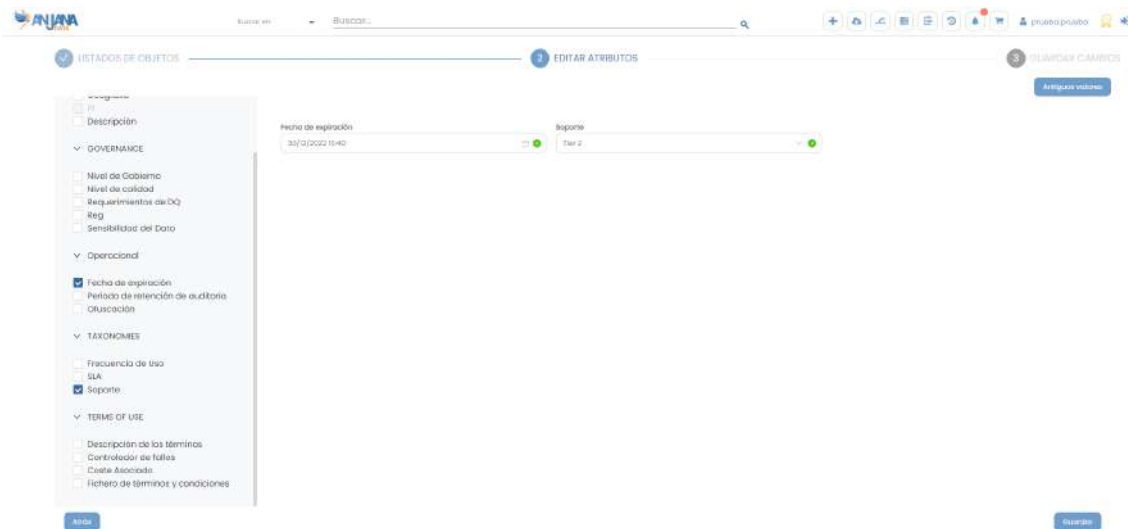 ANJANA
DATA
Buscar en
Buscar...
prueba prueba
LISTADOS DE OBJETOS
2 EDITAR ATRIBUTOS
3 GUARDAR CAMBIOS
Antiguos valores
Descripción
GOVERNANCE
Nivel de Gobierno
Nivel de calidad
Requerimientos de DQ
Reg
Sensibilidad del Dato
Operacional
Fecha de expiración
Periodo de retención de auditoría
Ofuscación
TAXONOMIES
Frecuencia de Uso
SLA
Soporte
TERMS OF USE
Descripción de los términos
Controlador de fallos
Coste Asociado
Fichero de términos y condiciones
Fecha de expiración
30/12/2022 15:40
Soporte
Tier 2
Atrás
Guardar